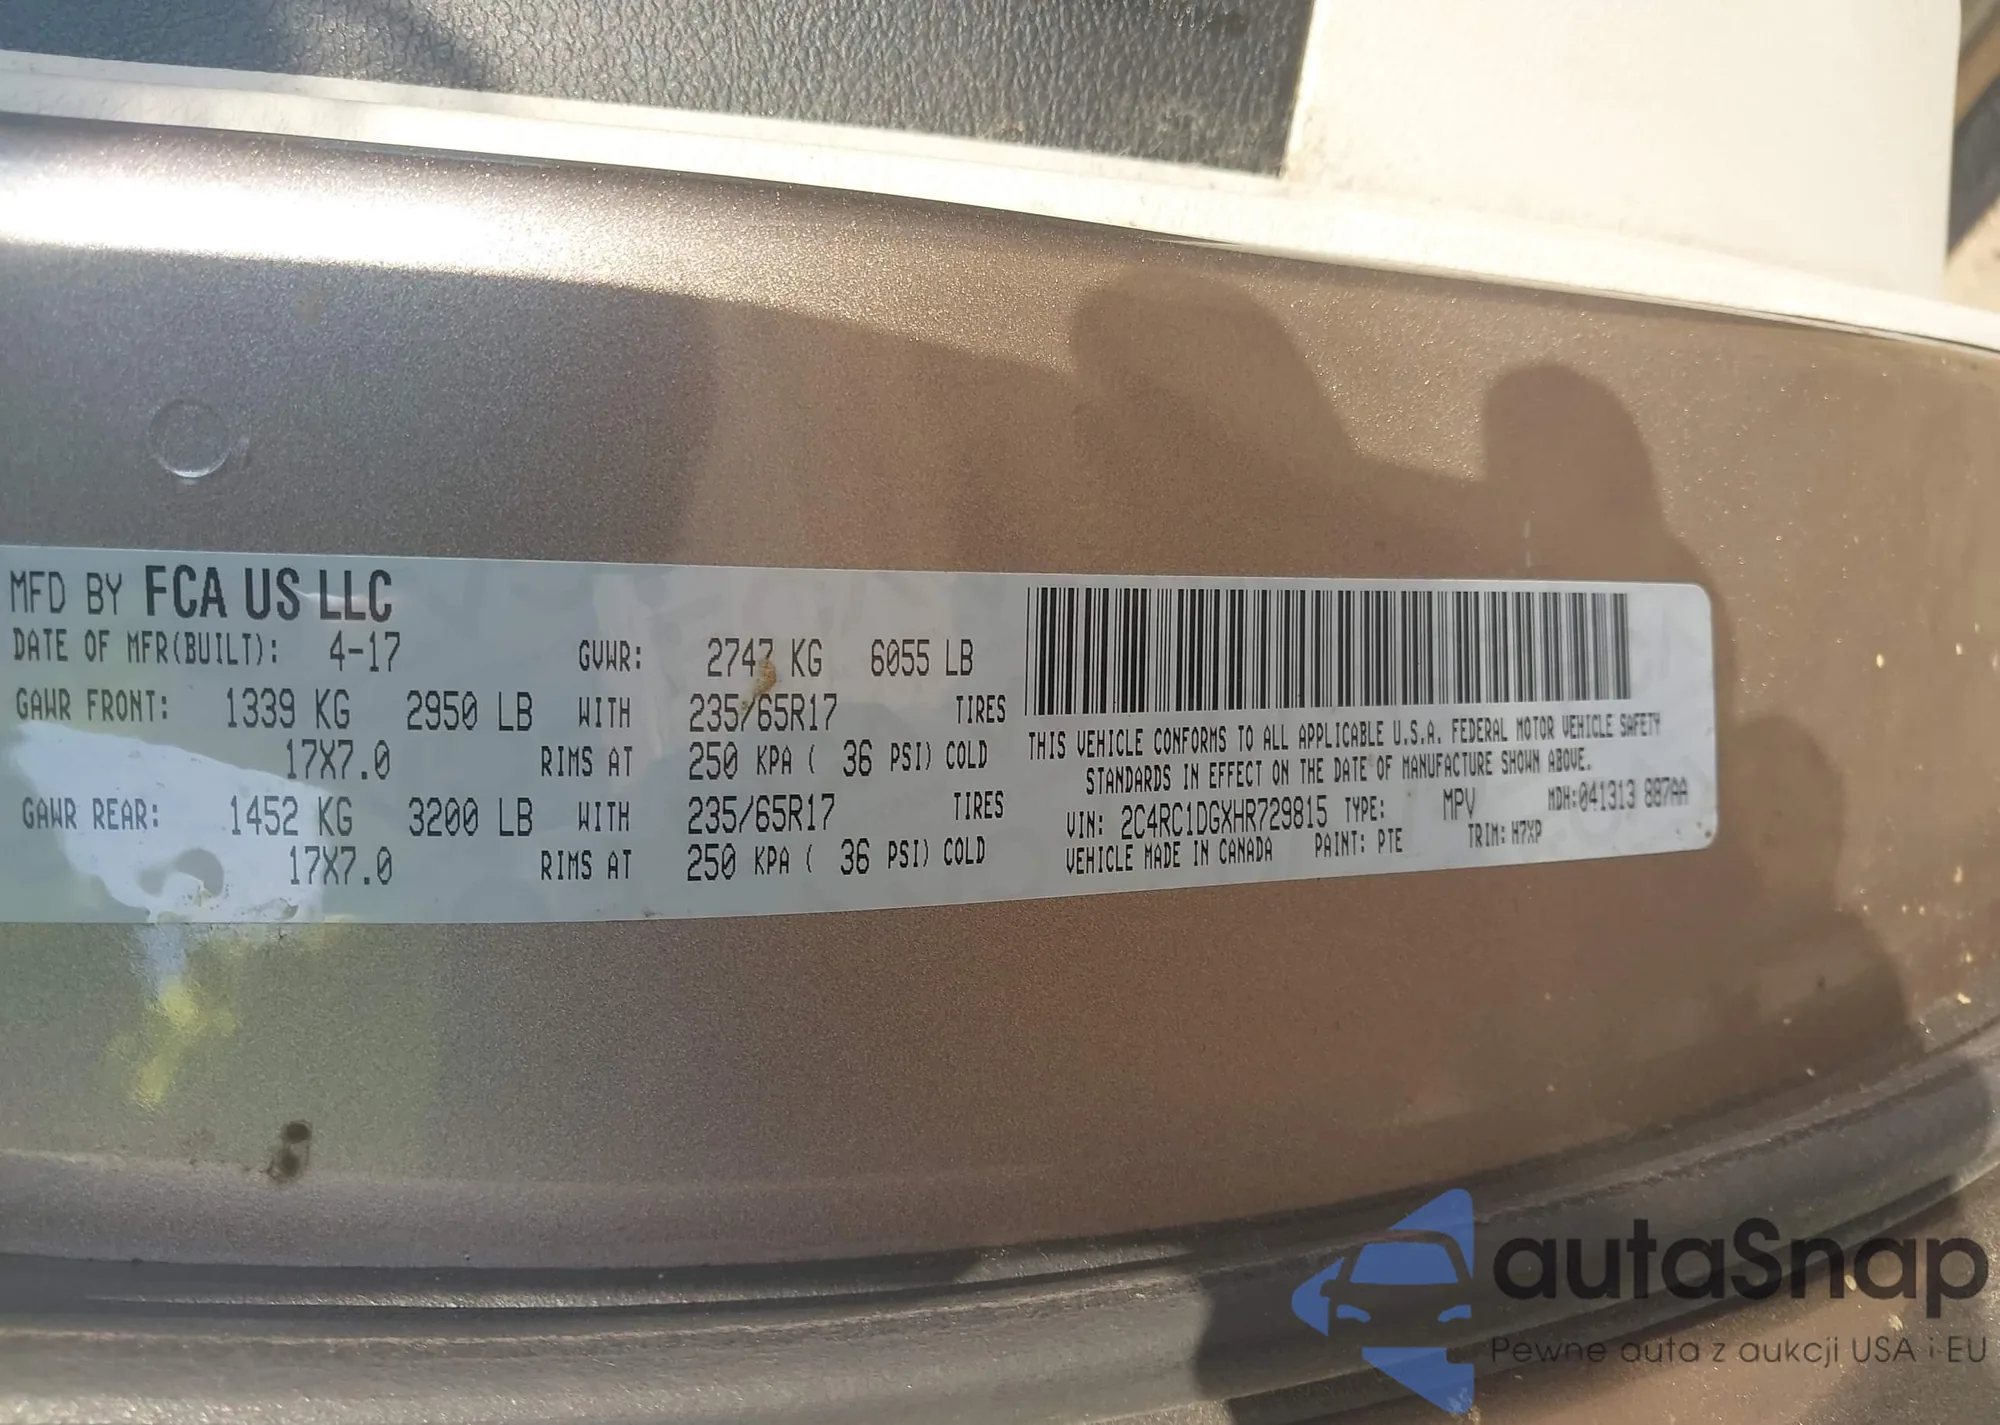 MFD BY FCA US LLC
DATE OF MFR(BUILT): 4-17 GVWR: 2747 KG 6055 LB
GAWR FRONT: 1339 KG 2950 LB WITH 235/65R17 TIRES
17X7.0 RIMS AT 250 KPA ( 36 PSI) COLD
GAWR REAR: 1452 KG 3200 LB WITH 235/65R17 TIRES
17X7.0 RIMS AT 250 KPA ( 36 PSI) COLD
THIS VEHICLE CONFORMS TO ALL APPLICABLE U.S.A. FEDERAL MOTOR VEHICLE SAFETY
STANDARDS IN EFFECT ON THE DATE OF MANUFACTURE SHOWN ABOVE.
VIN: 2C4RC1DGXHR729815 TYPE: MPV MDH:041313 887AA
VEHICLE MADE IN CANADA PAINT: PTE TRIM: H7XP
autaSnap
Pewne auta z aukcji USA i EU